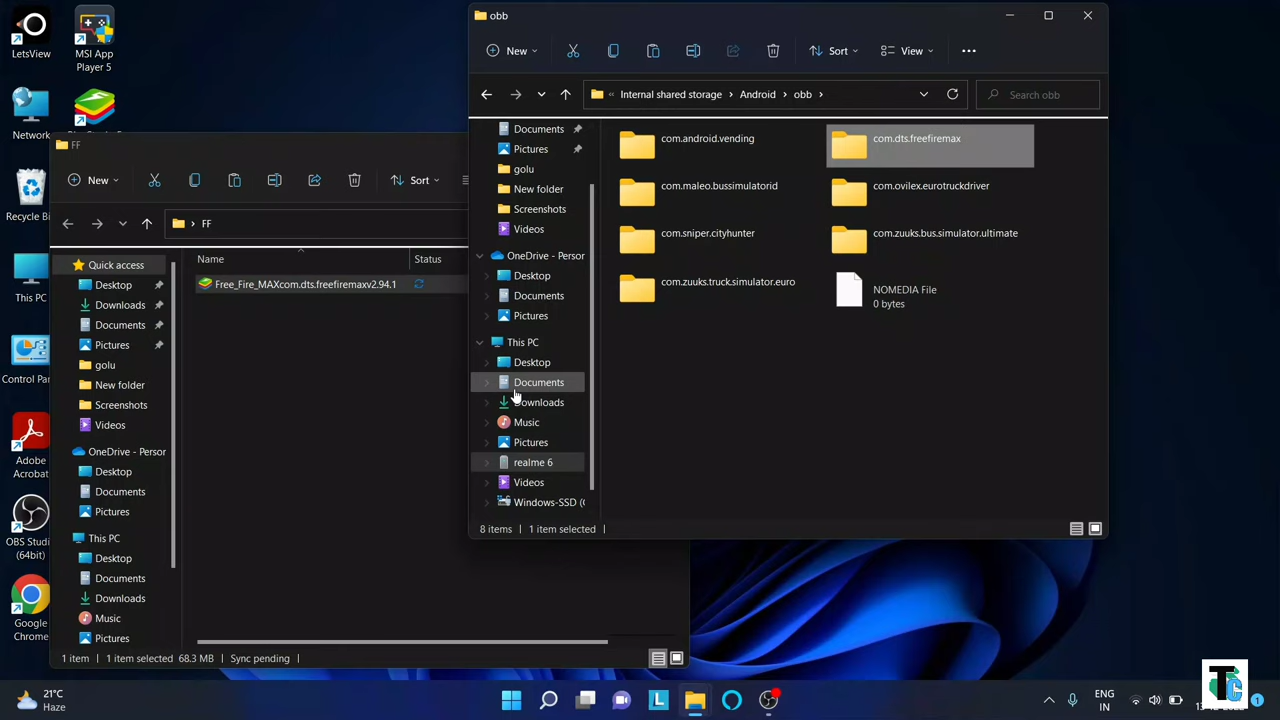 LetsView
MSI App
Player 5
Network
Recycle Bi
This PC
Control Pan
Adobe
Acrobat
OBS Studi
(64bit)
Google
Chrome
FF
New
Sort
FF
Name
Status
Quick access
Desktop
Downloads
Documents
Pictures
golu
New folder
Screenshots
Videos
OneDrive - Person
Desktop
Documents
Pictures
This PC
Desktop
Documents
Downloads
Music
Pictures
Free_Fire_MAXcom.dts.freefiremaxv2.94.1
1 item
1 item selected 68.3 MB
Sync pending
obb
New
Sort
View
Internal shared storage > Android > obb >
Search obb
Documents
Pictures
golu
New folder
Screenshots
Videos
OneDrive - Person
Desktop
Documents
Pictures
This PC
Desktop
Documents
Downloads
Music
Pictures
realme 6
Videos
Windows-SSD (C
com.android.vending
com.dts.freefiremax
com.maleo.bussimulatorid
com.ovilex.eurotruckdriver
com.sniper.cityhunter
com.zuuks.bus.simulator.ultimate
com.zuuks.truck.simulator.euro
NOMEDIA File
0 bytes
8 items
1 item selected
21°C
Haze
ENG
IN
1